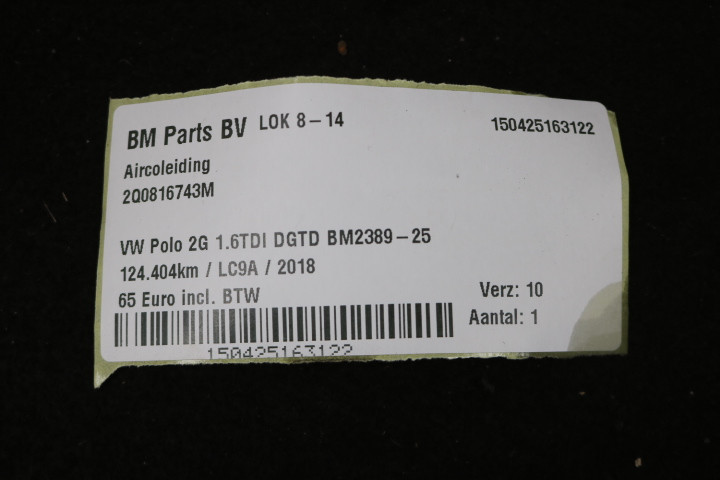 BM Parts BV LOK 8-14 150425163122
Aircoleiding
2Q0816743M
VW Polo 2G 1.6TDI DGTD BM2389-25
124.404km / LC9A / 2018
65 Euro incl. BTW Verz: 10
Aantal: 1
150425163122